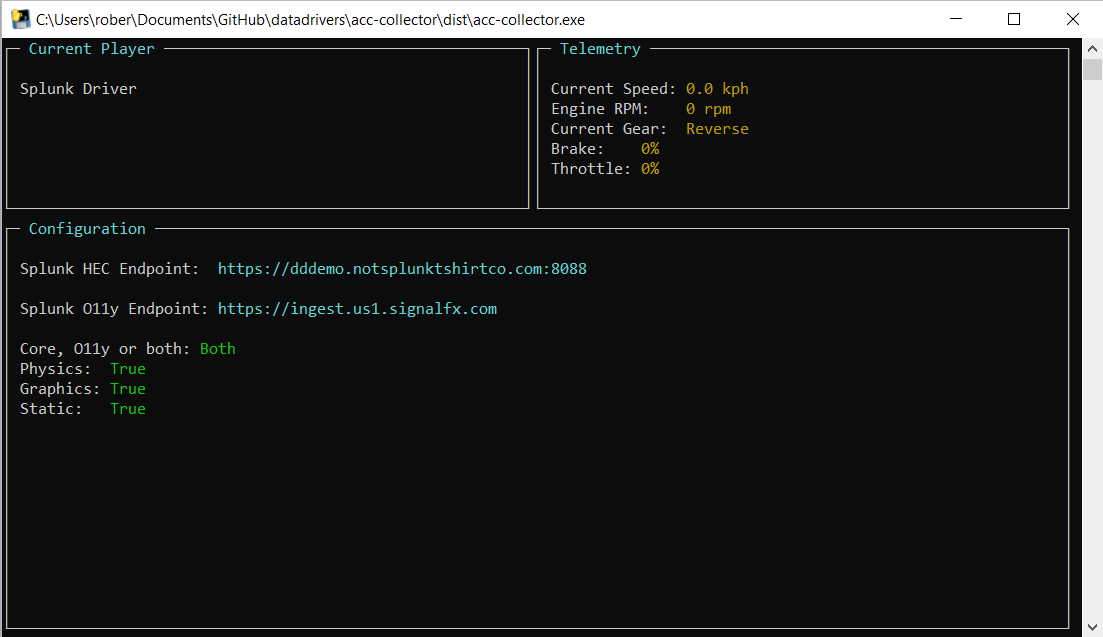 C:\Users\rober\Documents\GitHub\datadrivers\acc-collector\dist\acc-collector.exe
Current Player
Splunk Driver
Telemetry
Current Speed: 0.0 kph
Engine RPM: 0 rpm
Current Gear: Reverse
Brake: 0%
Throttle: 0%
Configuration
Splunk HEC Endpoint: https://dddemo.notsplunktshirtco.com:8088
Splunk O11y Endpoint: https://ingest.us1.signalfx.com
Core, O11y or both: Both
Physics: True
Graphics: True
Static: True